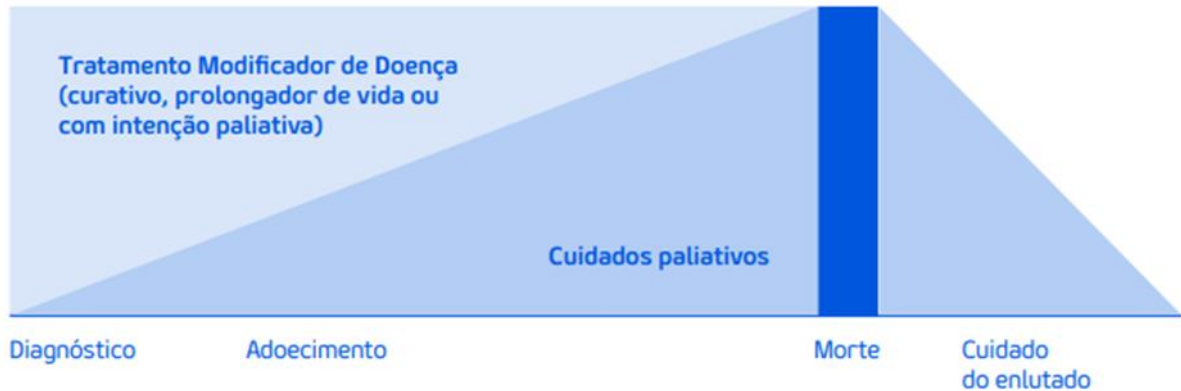 Tratamento Modificador de Doença
(curativo, prolongador de vida ou
com intenção paliativa)
Cuidados paliativos
Diagnóstico
Adoecimento
Morte
Cuidado
do enlutado